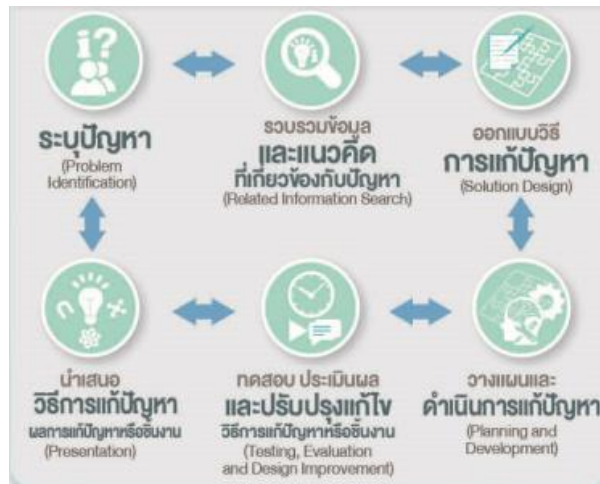 i?
ระบุปัญหา
(Problem
Identification)
รวบรวมข้อมูล
และแนวคิด
ที่เกี่ยวข้องกับปัญหา
(Related Information Search)
ออกแบบวิธี
การแก้ปัญหา
(Solution Design)
นำเสนอ
วิธีการแก้ปัญหา
ผลการแก้ปัญหาหรือชิ้นงาน
(Presentation)
ทดสอบ ประเมินผล
และปรับปรุงแก้ไข
วิธีการแก้ปัญหาหรือชิ้นงาน
(Testing, Evaluation
and Design Improvement)
วางแผนและ
ดำเนินการแก้ปัญหา
(Planning and
Development)